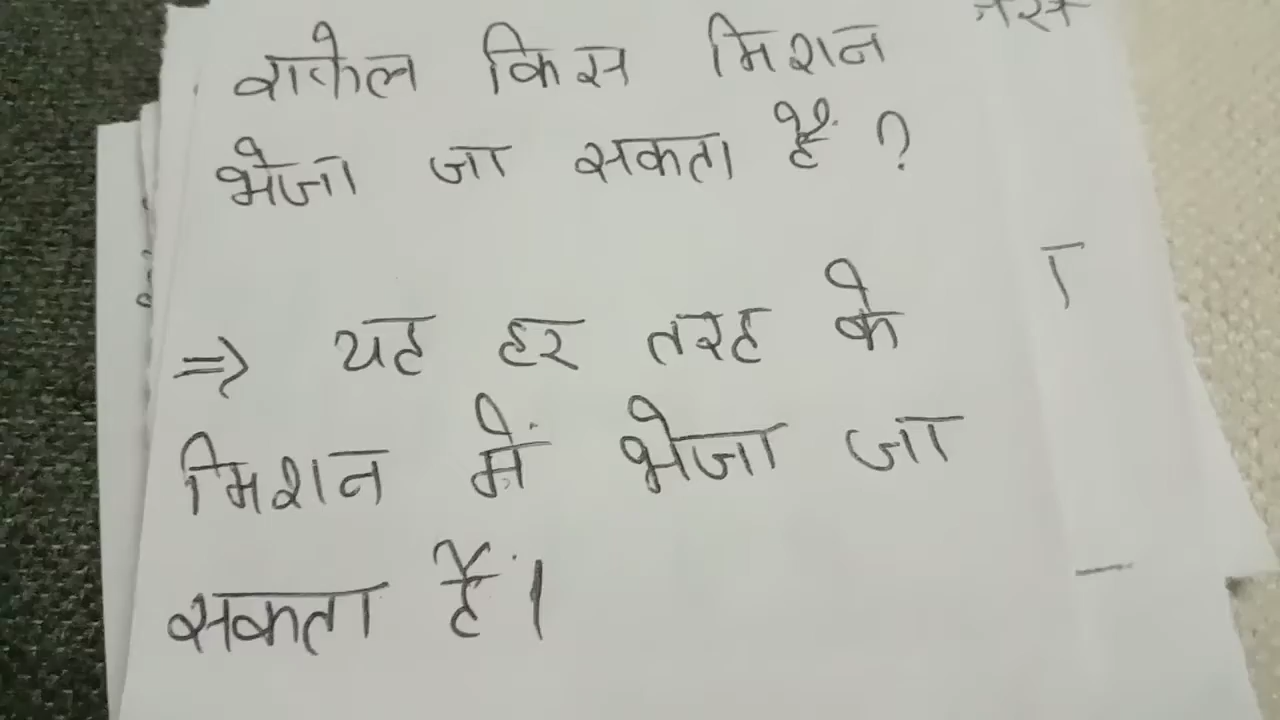 राफेल किस मिशन
भेजा जा सकता हैं ?
⇒ यह हर तरह के
मिशन में भेजा जा
सकता हैं।